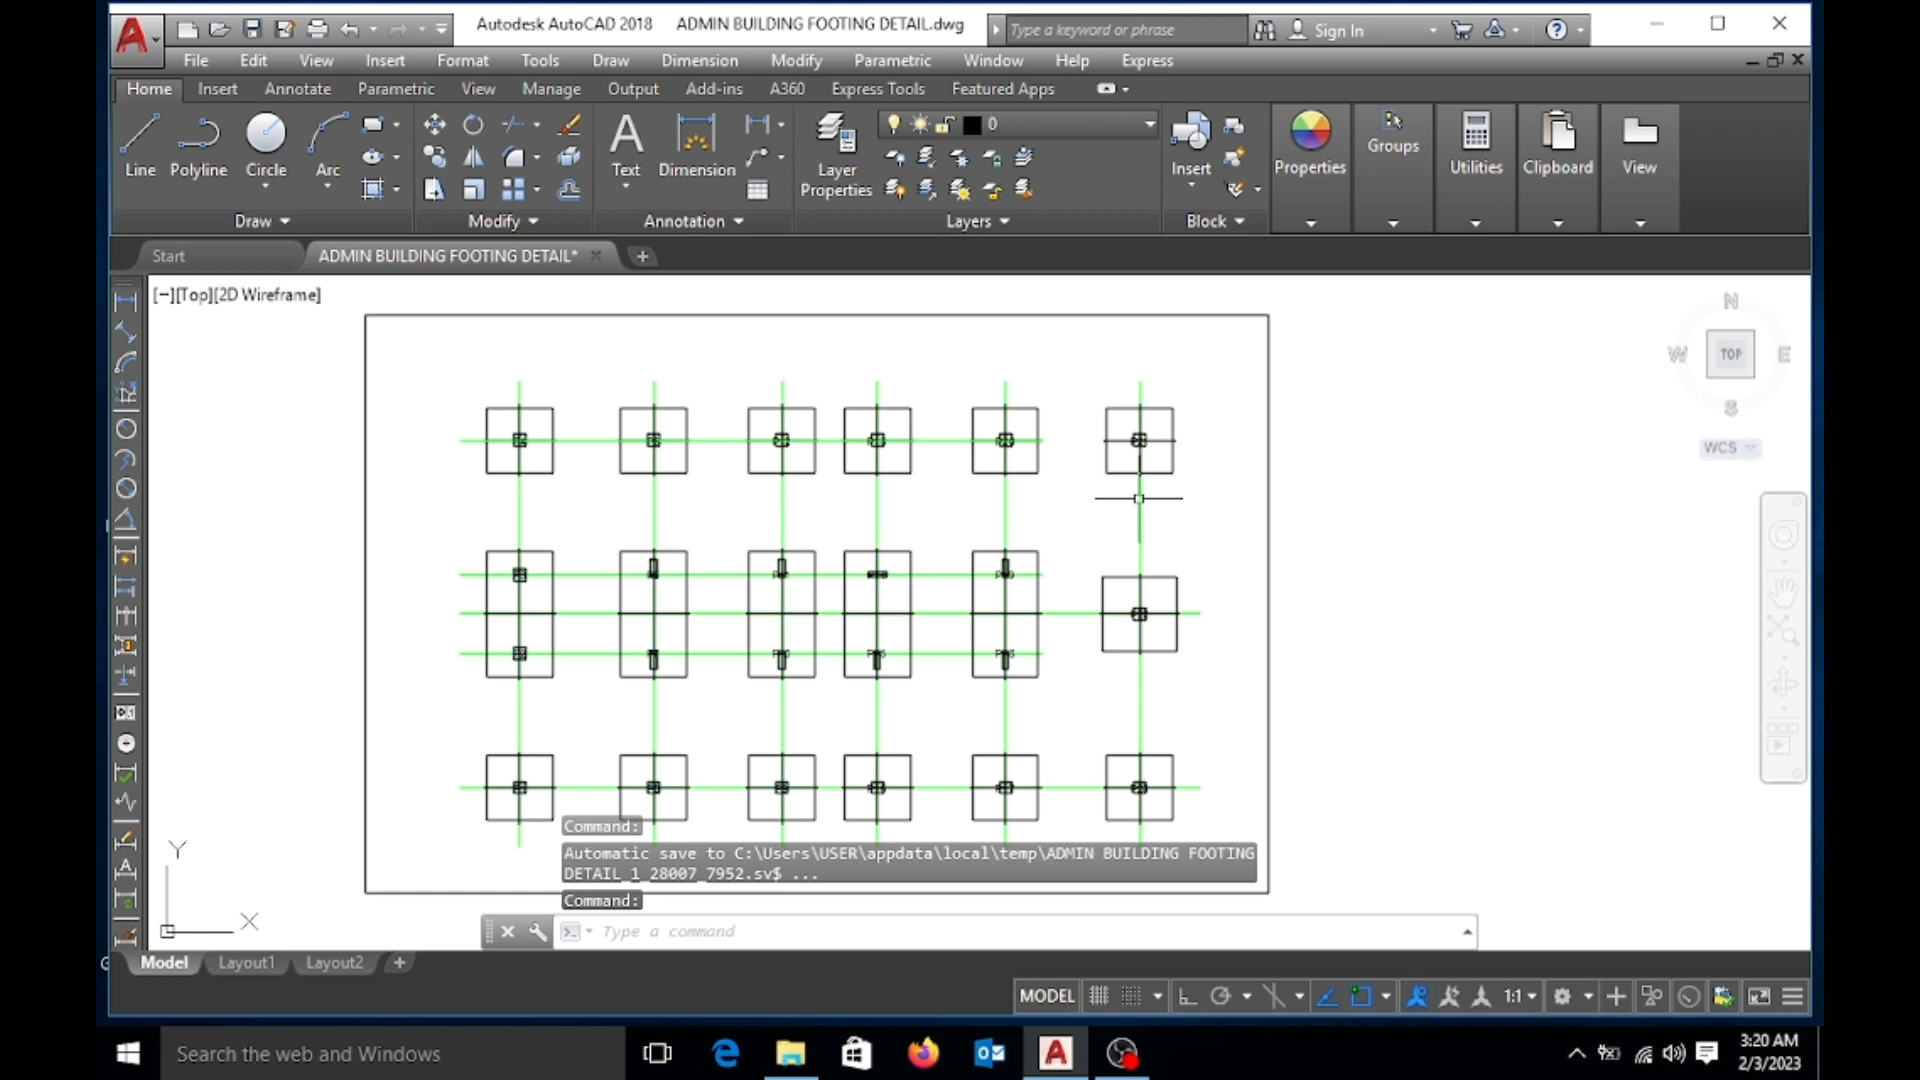 Autodesk AutoCAD 2018 ADMIN BUILDING FOOTING DETAIL.dwg
Type a keyword or phrase
Sign In
File Edit View Insert Format Tools Draw Dimension Modify Parametric Window Help Express
Home Insert Annotate Parametric View Manage Output Add-ins A360 Express Tools Featured Apps
0
Line Polyline Circle Arc
Text Dimension
Layer
Properties
Insert
Properties Groups Utilities Clipboard View
Draw Modify Annotation Layers Block
Start ADMIN BUILDING FOOTING DETAIL*
[–][Top][2D Wireframe]
N
W TOP E
S
WCS
Command:
Automatic save to C:\Users\USER\appdata\local\temp\ADMIN BUILDING FOOTING
DETAIL_1_28007_7952.sv$ ...
Command:
Y
X
Type a command
Model Layout1 Layout2
MODEL 1:1
Search the web and Windows
3:20 AM
2/3/2023